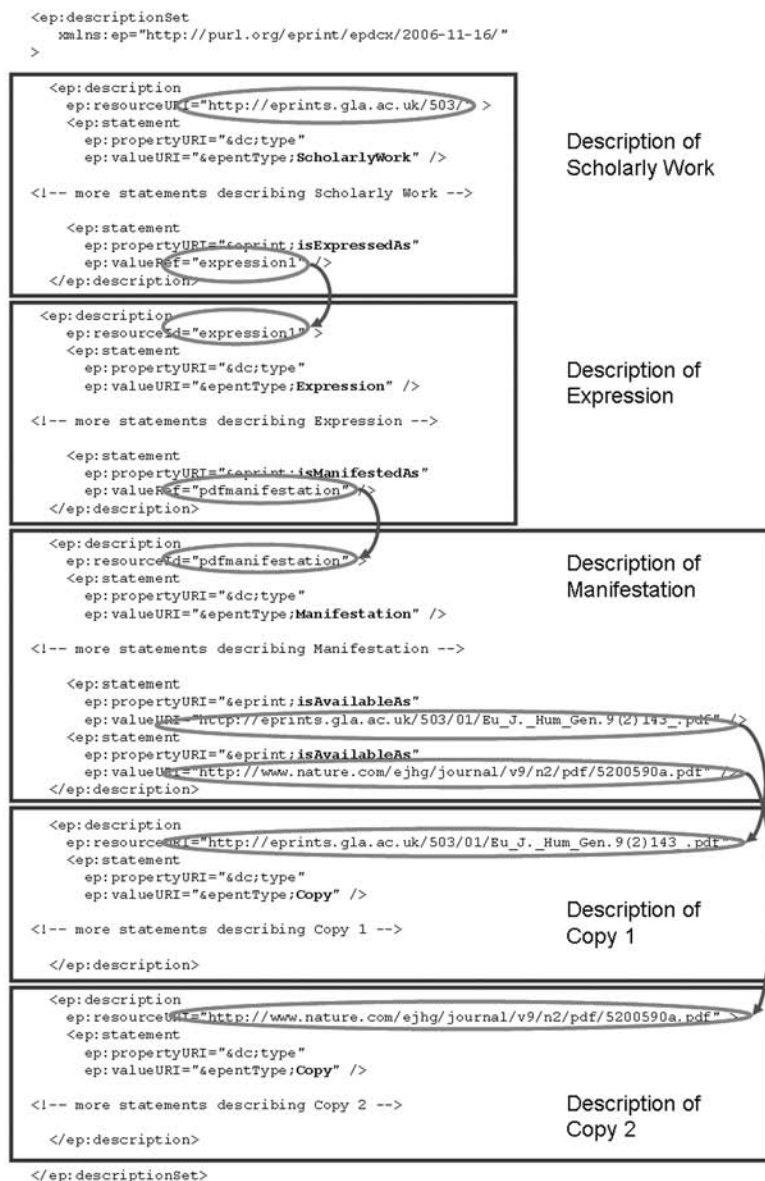 <ep:descriptionSet
xmlns:ep="http://purl.org/eprint/epdcx/2006-11-16/"
>
<ep:description
ep:resourceURI="http://eprints.gla.ac.uk/503/" >
<ep:statement
ep:propertyURI="&dc;type"
ep:valueURI="&epentType;ScholarlyWork" />
Description of
Scholarly Work
<!-- more statements describing Scholarly Work -->
<ep:statement
ep:propertyURI="&eprint;isExpressedAs"
ep:valueRef="expression1" />
</ep:description>
<ep:description
ep:resourceId="expression1" >
<ep:statement
ep:propertyURI="&dc;type"
ep:valueURI="&epentType;Expression" />
Description of
Expression
<!-- more statements describing Expression -->
<ep:statement
ep:propertyURI="&eprint;isManifestedAs"
ep:valueRef="pdfmanifestation" />
</ep:description>
<ep:description
ep:resourceId="pdfmanifestation" >
<ep:statement
ep:propertyURI="&dc;type"
ep:valueURI="&epentType;Manifestation" />
Description of
Manifestation
<!-- more statements describing Manifestation -->
<ep:statement
ep:propertyURI="&eprint;isAvailableAs"
ep:valueURI="http://eprints.gla.ac.uk/503/01/Eu_J._Hum_Gen.9(2)143_.pdf" />
<ep:statement
ep:propertyURI="&eprint;isAvailableAs"
ep:valueURI="http://www.nature.com/ejhg/journal/v9/n2/pdf/5200590a.pdf" />
</ep:description>
<ep:description
ep:resourceURI="http://eprints.gla.ac.uk/503/01/Eu_J._Hum_Gen.9(2)143_.pdf" >
<ep:statement
ep:propertyURI="&dc;type"
ep:valueURI="&epentType;Copy" />
Description of
Copy 1
<!-- more statements describing Copy 1 -->
</ep:description>
<ep:description
ep:resourceURI="http://www.nature.com/ejhg/journal/v9/n2/pdf/5200590a.pdf" >
<ep:statement
ep:propertyURI="&dc;type"
ep:valueURI="&epentType;Copy" />
Description of
Copy 2
<!-- more statements describing Copy 2 -->
</ep:description>
</ep:descriptionSet>